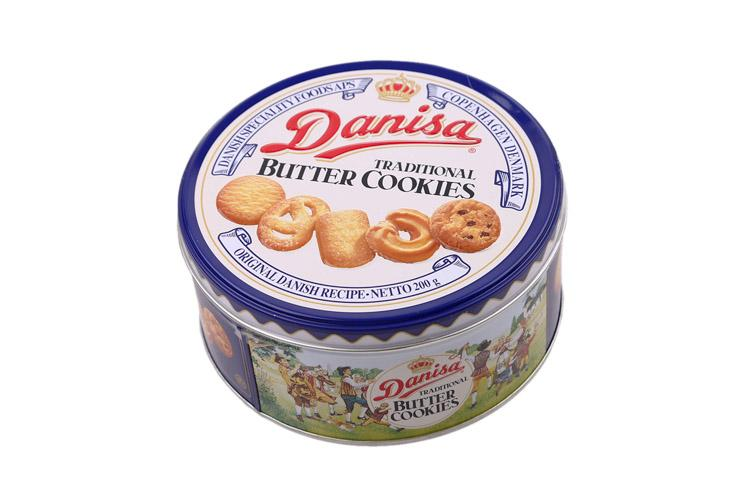 DANISH SPECIALITY FOODS APS
COPENHAGEN DENMARK
Danisa
TRADITIONAL
BUTTER COOKIES
ORIGINAL DANISH RECIPE • NETTO 200 g
Danisa
TRADITIONAL
BUTTER
COOKIES